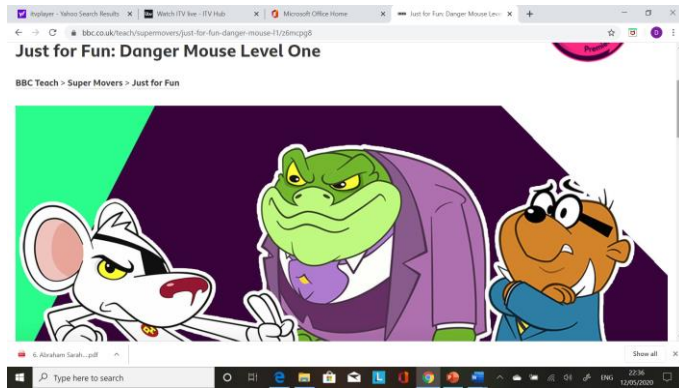 itvplayer - Yahoo Search Results
Watch ITV live - ITV Hub
Microsoft Office Home
Just for Fun: Danger Mouse Leve
bbc.co.uk/teach/supermovers/just-for-fun-danger-mouse-l1/z6mcpg8
Just for Fun: Danger Mouse Level One
Premie
BBC Teach > Super Movers > Just for Fun
DM
6. Abraham Sarah...pdf
Show all
Type here to search
ENG
22:36
12/05/2020